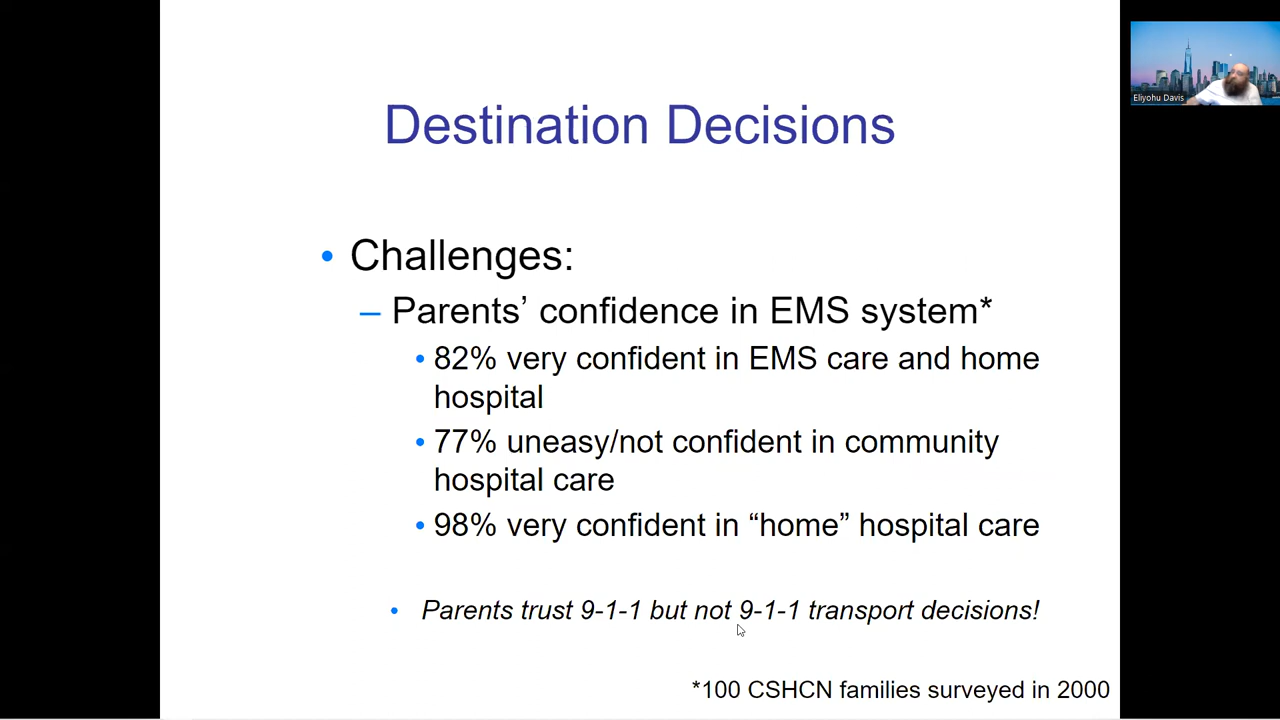 Destination Decisions
• Challenges:
– Parents’ confidence in EMS system*
• 82% very confident in EMS care and home
hospital
• 77% uneasy/not confident in community
hospital care
• 98% very confident in “home” hospital care
• Parents trust 9-1-1 but not 9-1-1 transport decisions!
*100 CSHCN families surveyed in 2000
Eliyohu Davis